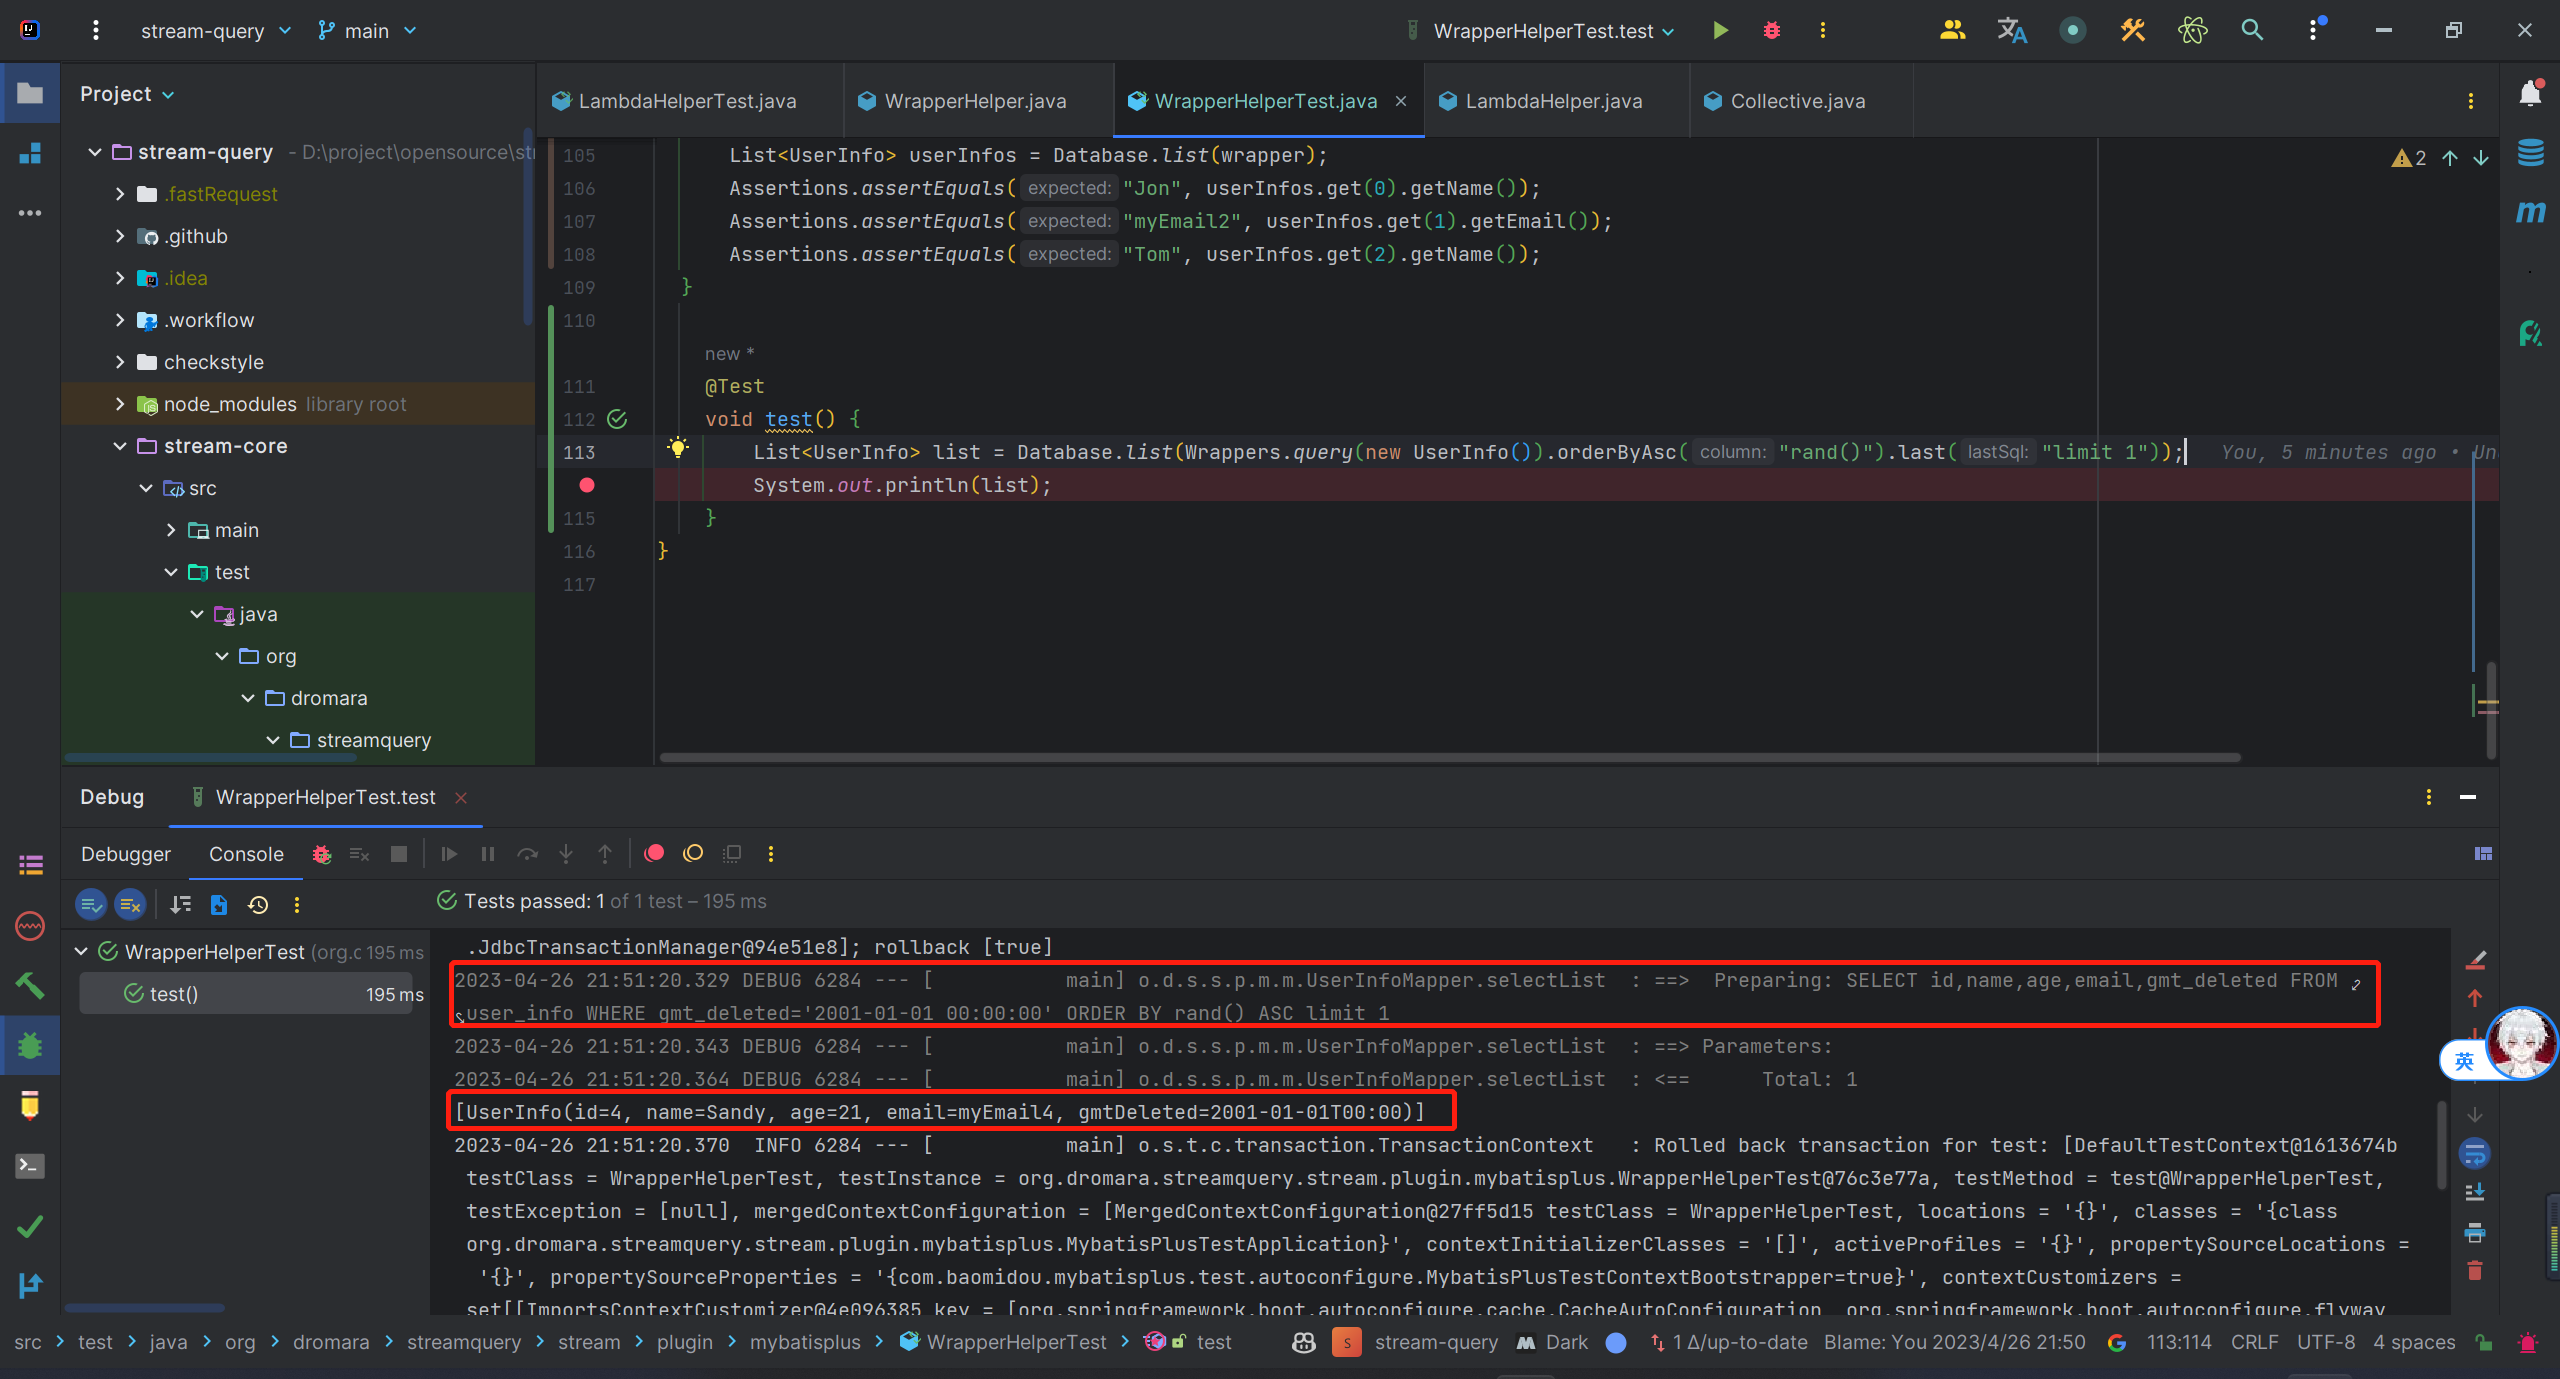 stream-query
main
WrapperHelperTest.test
Project
LambdaHelperTest.java
WrapperHelper.java
WrapperHelperTest.java
LambdaHelper.java
Collective.java
stream-query - D:\project\opensource\str
.fastRequest
.github
.idea
.workflow
checkstyle
node_modules library root
stream-core
src
main
test
java
org
dromara
streamquery
2
105 List<UserInfo> userInfos = Database.list(wrapper);
106 Assertions.assertEquals( expected: "Jon", userInfos.get(0).getName());
107 Assertions.assertEquals( expected: "myEmail2", userInfos.get(1).getEmail());
108 Assertions.assertEquals( expected: "Tom", userInfos.get(2).getName());
109 }
110
new *
111 @Test
112 void test() {
113 List<UserInfo> list = Database.list(Wrappers.query(new UserInfo()).orderByAsc( column: "rand()").last( lastSql: "limit 1")); You, 5 minutes ago • Un
System.out.println(list);
115 }
116 }
117
Debug
WrapperHelperTest.test
Debugger
Console
Tests passed: 1 of 1 test – 195 ms
WrapperHelperTest (org.c 195 ms
test() 195 ms
.JdbcTransactionManager@94e51e8]; rollback [true]
2023-04-26 21:51:20.329 DEBUG 6284 --- [           main] o.d.s.s.p.m.m.UserInfoMapper.selectList  : ==>  Preparing: SELECT id,name,age,email,gmt_deleted FROM
user_info WHERE gmt_deleted='2001-01-01 00:00:00' ORDER BY rand() ASC limit 1
2023-04-26 21:51:20.343 DEBUG 6284 --- [           main] o.d.s.s.p.m.m.UserInfoMapper.selectList  : ==> Parameters:
2023-04-26 21:51:20.364 DEBUG 6284 --- [           main] o.d.s.s.p.m.m.UserInfoMapper.selectList  : <==      Total: 1
[UserInfo(id=4, name=Sandy, age=21, email=myEmail4, gmtDeleted=2001-01-01T00:00)]
2023-04-26 21:51:20.370  INFO 6284 --- [           main] o.s.t.c.transaction.TransactionContext   : Rolled back transaction for test: [DefaultTestContext@1613674b
testClass = WrapperHelperTest, testInstance = org.dromara.streamquery.stream.plugin.mybatisplus.WrapperHelperTest@76c3e77a, testMethod = test@WrapperHelperTest,
testException = [null], mergedContextConfiguration = [MergedContextConfiguration@27ff5d15 testClass = WrapperHelperTest, locations = '{}', classes = '{class
org.dromara.streamquery.stream.plugin.mybatisplus.MybatisPlusTestApplication}', contextInitializerClasses = '[]', activeProfiles = '{}', propertySourceLocations =
'{}', propertySourceProperties = '{com.baomidou.mybatisplus.test.autoconfigure.MybatisPlusTestContextBootstrapper=true}', contextCustomizers =
set[[ImportsContextCustomizer@4e096385 key = [org.springframework.boot.autoconfigure.cache.CacheAutoConfiguration, org.springframework.boot.autoconfigure.flyway
英
src > test > java > org > dromara > streamquery > stream > plugin > mybatisplus > WrapperHelperTest > test
S stream-query
Dark
1 Δ/up-to-date
Blame: You 2023/4/26 21:50
113:114
CRLF
UTF-8
4 spaces